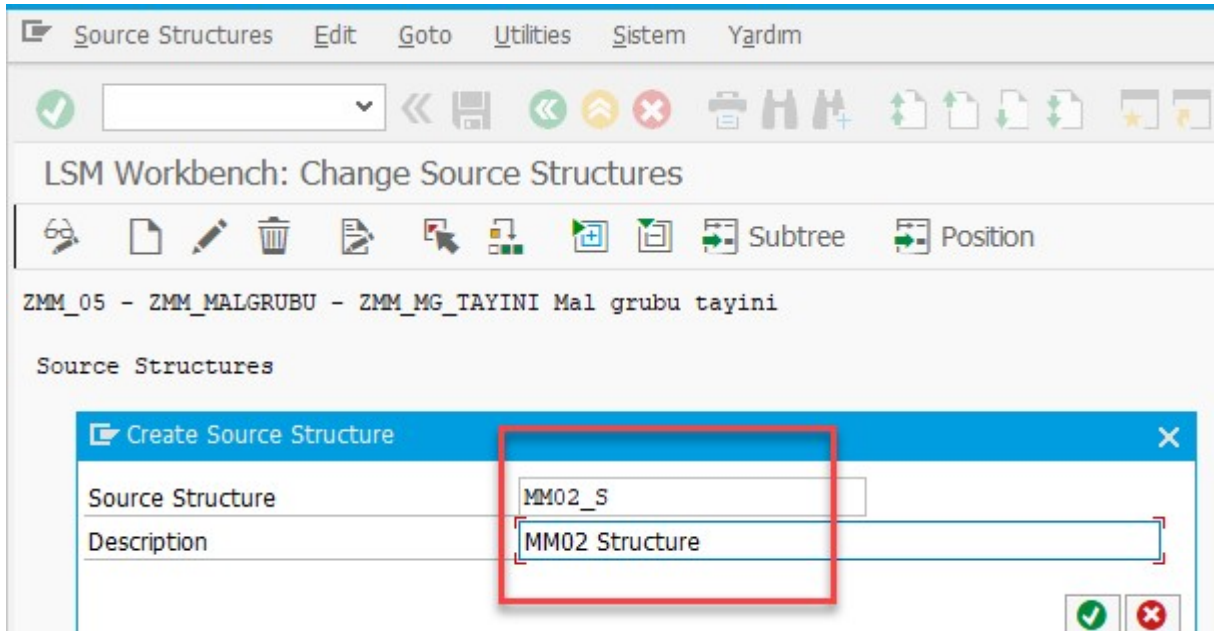 Source Structures Edit Goto Utilities Sistem Yardım
LSM Workbench: Change Source Structures
Subtree Position
ZMM_05 - ZMM_MALGRUBU - ZMM_MG_TAYINI Mal grubu tayini
Source Structures
Create Source Structure
Source Structure MM02_S
Description MM02 Structure